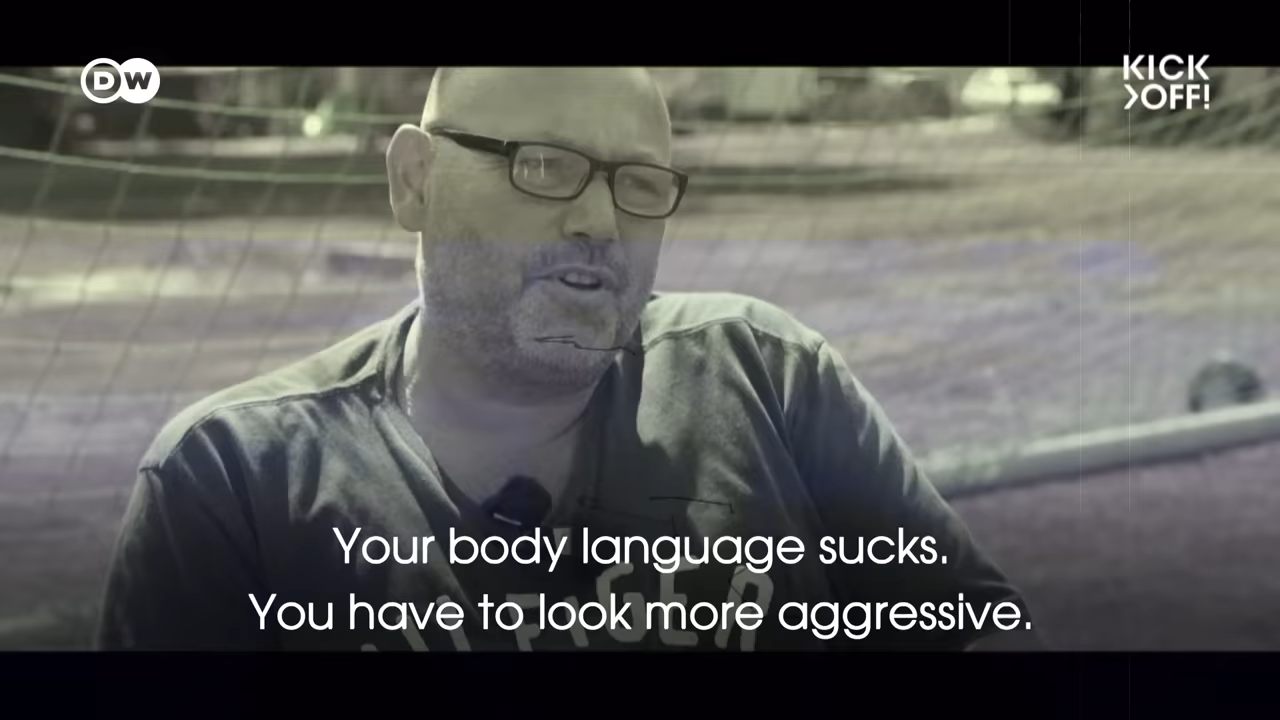 DW
KICK
OFF!
Your body language sucks.
You have to look more aggressive.